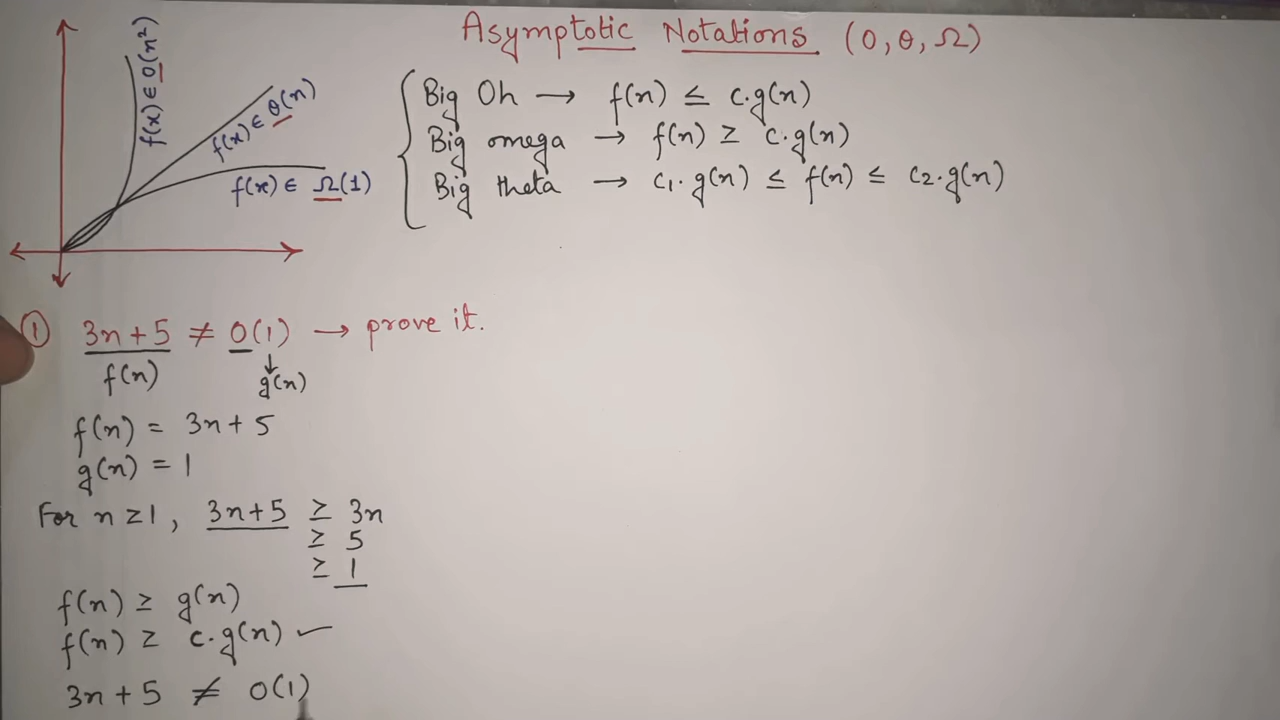 Asymptotic Notations (O, θ, Ω)
f(x) ∈ O(n²)
f(x) ∈ θ(n)
f(x) ∈ Ω(1)
Big Oh → f(n) ≤ c.g(n)
Big omega → f(n) ≥ c.g(n)
Big theta → c₁.g(n) ≤ f(n) ≤ c₂.g(n)
① 3n+5 ≠ O(1) → prove it.
f(n) ↓ g(n)
f(n) = 3n+5
g(n) = 1
For n ≥ 1, 3n+5 ≥ 3n
≥ 5
≥ 1
f(n) ≥ g(n)
f(n) ≥ c.g(n) ✓
3n+5 ≠ O(1)